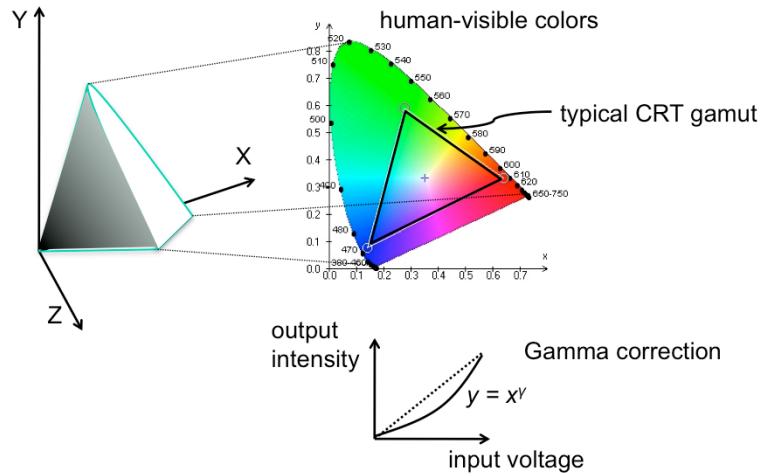 Y
X
Z
human-visible colors
typical CRT gamut
y
0.8
0.7
0.6
0.5
0.4
0.3
0.2
0.1
0.0
0.0 0.1 0.2 0.3 0.4 0.5 0.6 0.7
x
520
530
510
540
550
560
570
500
580
590
600
610
620
650-750
480
470
output
intensity
Gamma correction
y = xᵞ
input voltage